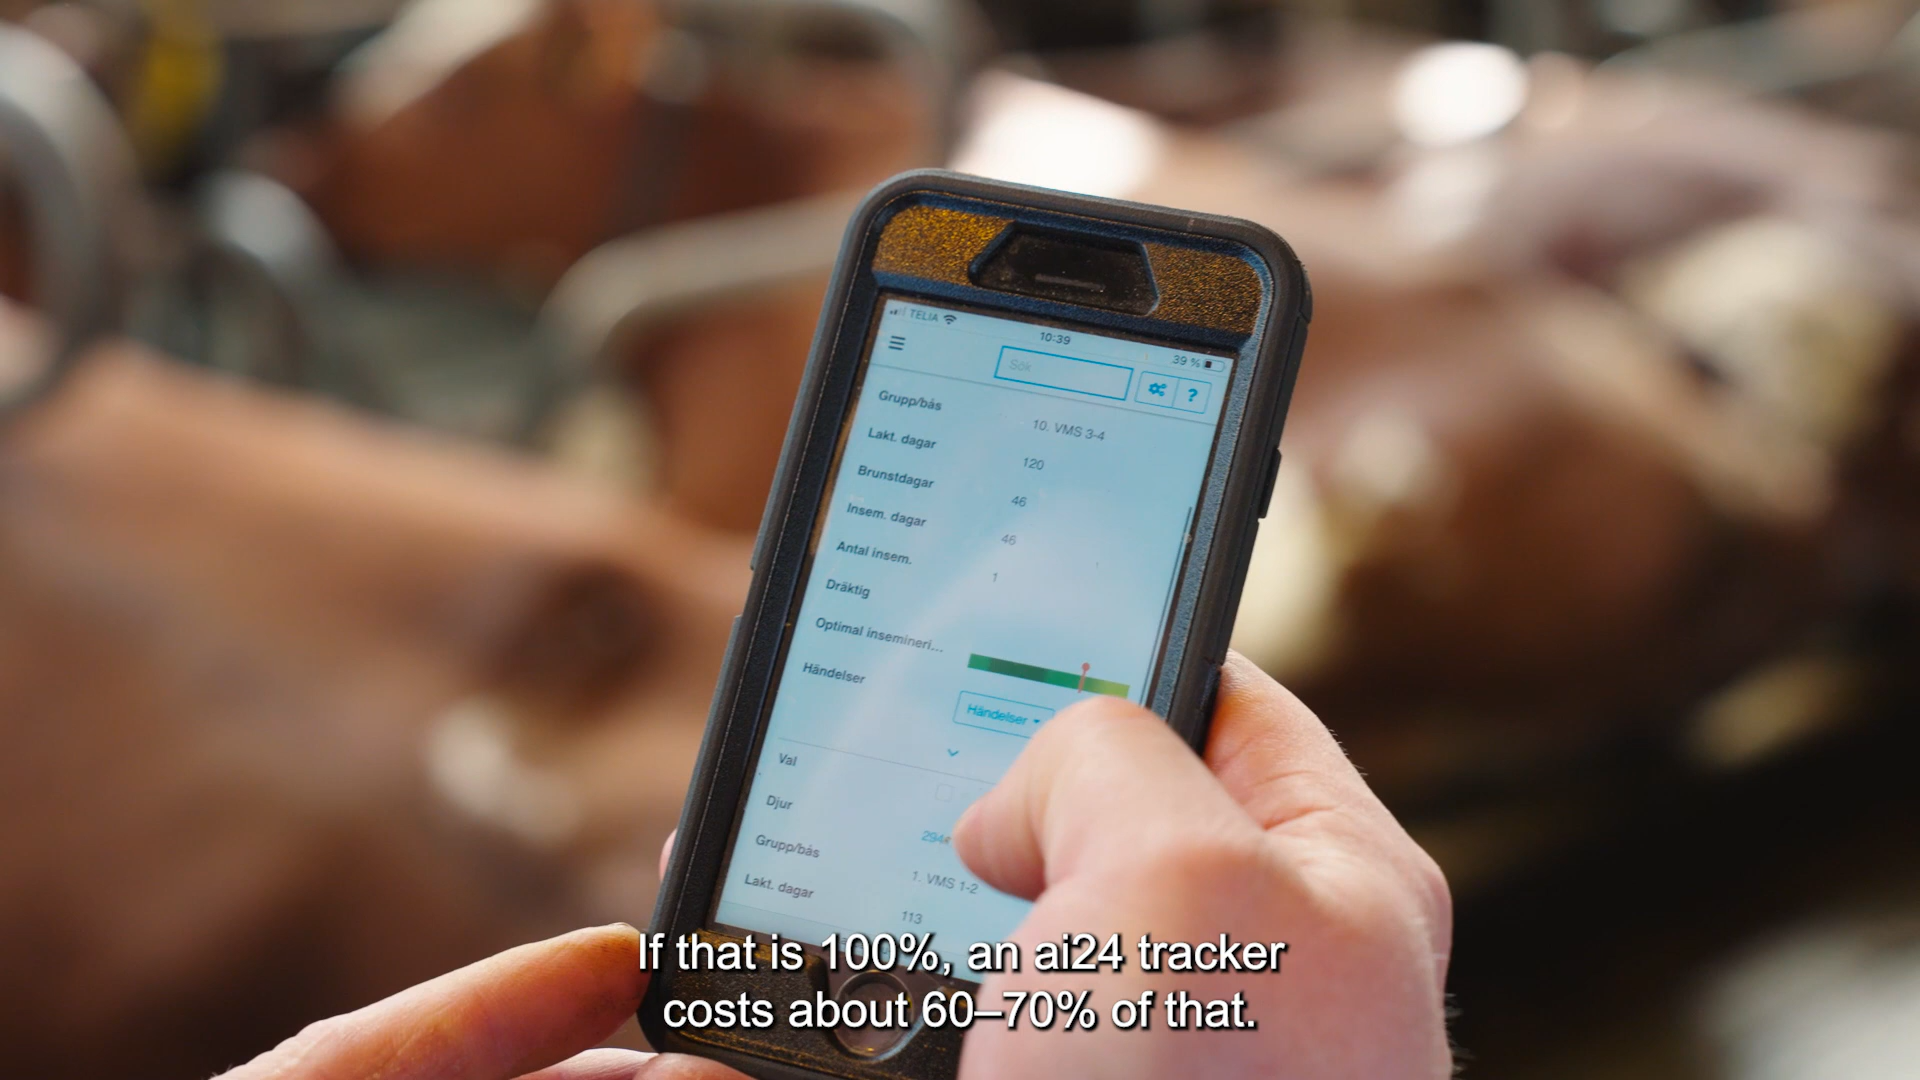 TELIA
10:39
39 %
Sök
?
Grupp/bås 10. VMS 3-4
Lakt. dagar 120
Brunstdagar 46
Insem. dagar 46
Antal insem. 1
Dräktig
Optimal insemineri...
Händelser
Händelser
Val
Djur
Grupp/bås 1. VMS 1-2
Lakt. dagar 113
If that is 100%, an ai24 tracker
costs about 60–70% of that.